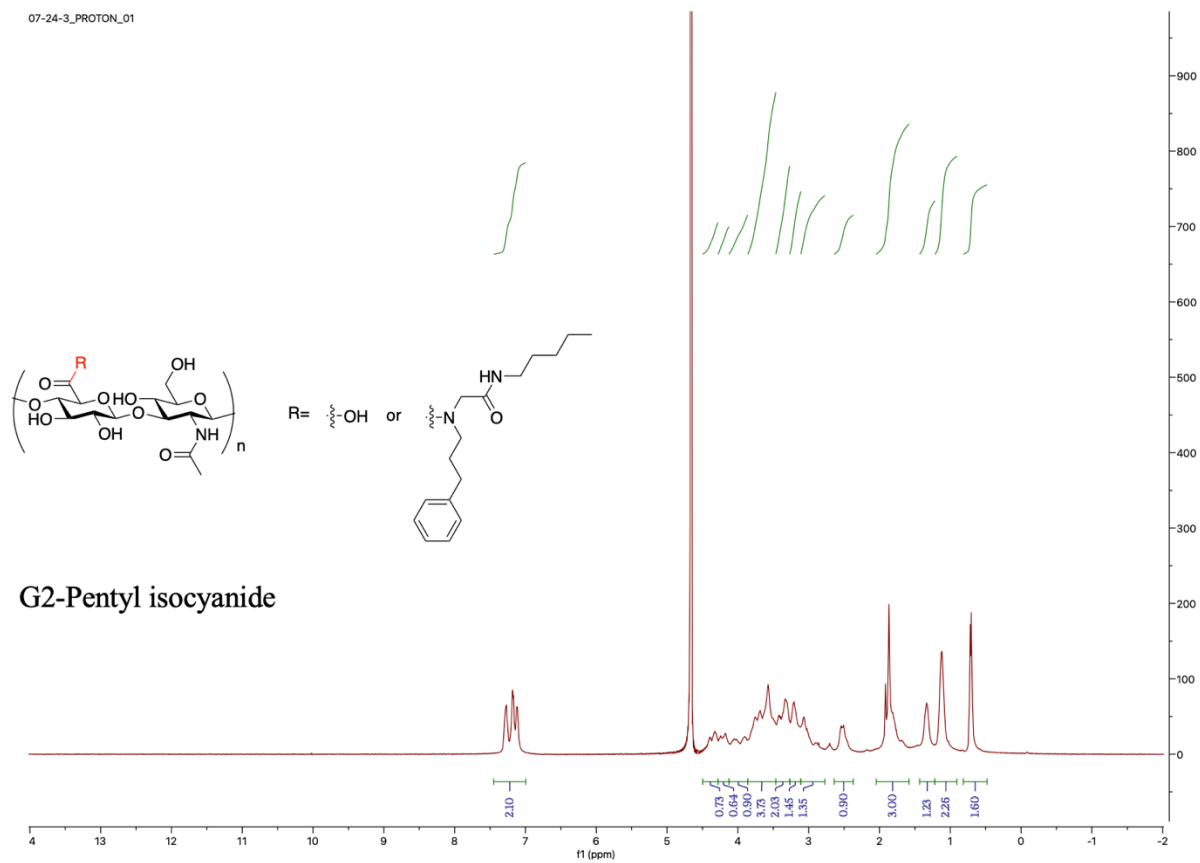 07-24-3_PROTON_01
900
800
700
600
500
400
300
200
100
0
R
O
OH
O
O
HO
O
O
HO
OH
NH
O
n
R=
OH
or
HN
O
N
G2-Pentyl isocyanide
2.10
0.73
0.64
0.90
3.73
2.03
1.45
1.35
0.90
3.00
1.23
2.26
1.60
4 13 12 11 10 9 8 7 6 5 4 3 2 1 0 -1 -2
f1 (ppm)